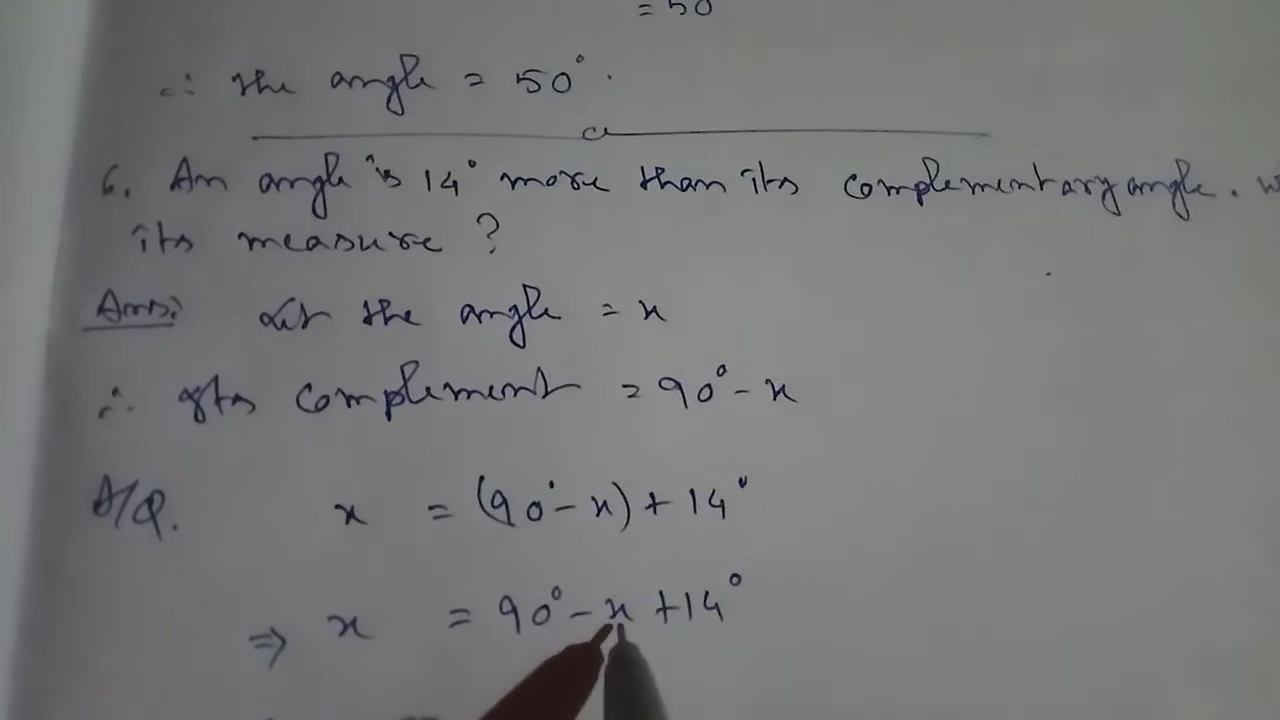 = 50
∴ the angle = 50°.
6. An angle is 14° more than its complementary angle.
its measure ?
Ans: Let the angle = x
∴ Its complement = 90° - x
A/Q. x = (90° - x) + 14°
⇒ x = 90° - x + 14°